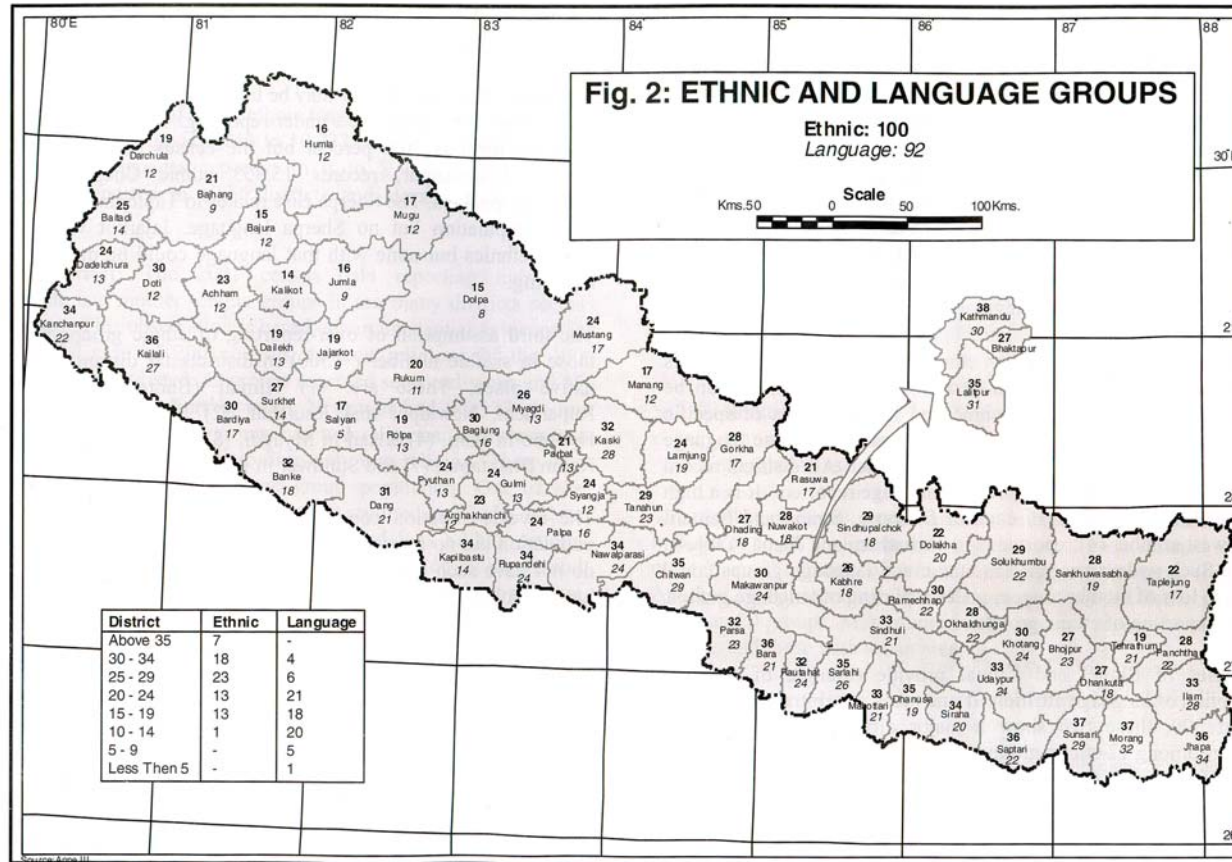 80°E 81 82 83 84 85 86 87 88
Fig. 2: ETHNIC AND LANGUAGE GROUPS
Ethnic: 100
Language: 92
Scale
Kms.50 0 50 100Kms.
30
19
Darchula
12
16
Humla
12
21
Bajhang
9
25
Baitadi
14
15
Bajura
12
17
Mugu
12
24
Dadeldhura
13
30
Doti
12
23
Achham
12
14
Kalikot
4
16
Jumla
9
15
Dolpa
8
34
Kanchanpur
22
36
Kailali
27
19
Dailekh
13
19
Jajarkot
9
24
Mustang
17
38
Kathmandu
30
27
Bhaktapur
35
Lalitpur
31
20
Rukum
11
17
Manang
12
27
Surkhet
14
26
Myagdi
13
30
Bardiya
17
17
Salyan
5
19
Rolpa
13
30
Baglung
16
21
Parbat
13
32
Kaski
28
24
Lamjung
19
28
Gorkha
17
32
Banke
18
21
Rasuwa
17
24
Pyuthan
13
24
Gulmi
13
24
Syangja
12
29
Tanahun
23
31
Dang
21
23
Arghakhanchi
12
24
Palpa 16
27
Dhading
18
28
Nuwakot
18
29
Sindhupalchok
18
22
Dolakha
20
29
Solukhumbu
22
28
Sankhuwasabha
19
22
Taplejung
17
34
Kapilbastu
14
34
Rupandehi
24
34
Nawalparasi
24
35
Chitwan
29
30
Makawanpur
24
26
Kabhre
18
30
Ramechhap
22
28
Okhaldhunga
22
30
Khotang
24
27
Bhojpur
23
19
Tehrathum
21
28
Panchtha
22
32
Parsa
23
36
Bara
21
32
Rautahat
24
35
Sarlahi
26
33
Sindhuli
21
33
Udaypur
24
27
Dhankuta
18
33
Ilam
28
33
21
35
Dhanusa
19
34
Siraha
20
36
Saptari
22
37
Sunsari
29
37
Morang
32
36
Jhapa
34
District Ethnic Language
Above 35 7 -
30 - 34 18 4
25 - 29 23 6
20 - 24 13 21
15 - 19 13 18
10 - 14 1 20
5 - 9 - 5
Less Then 5 - 1